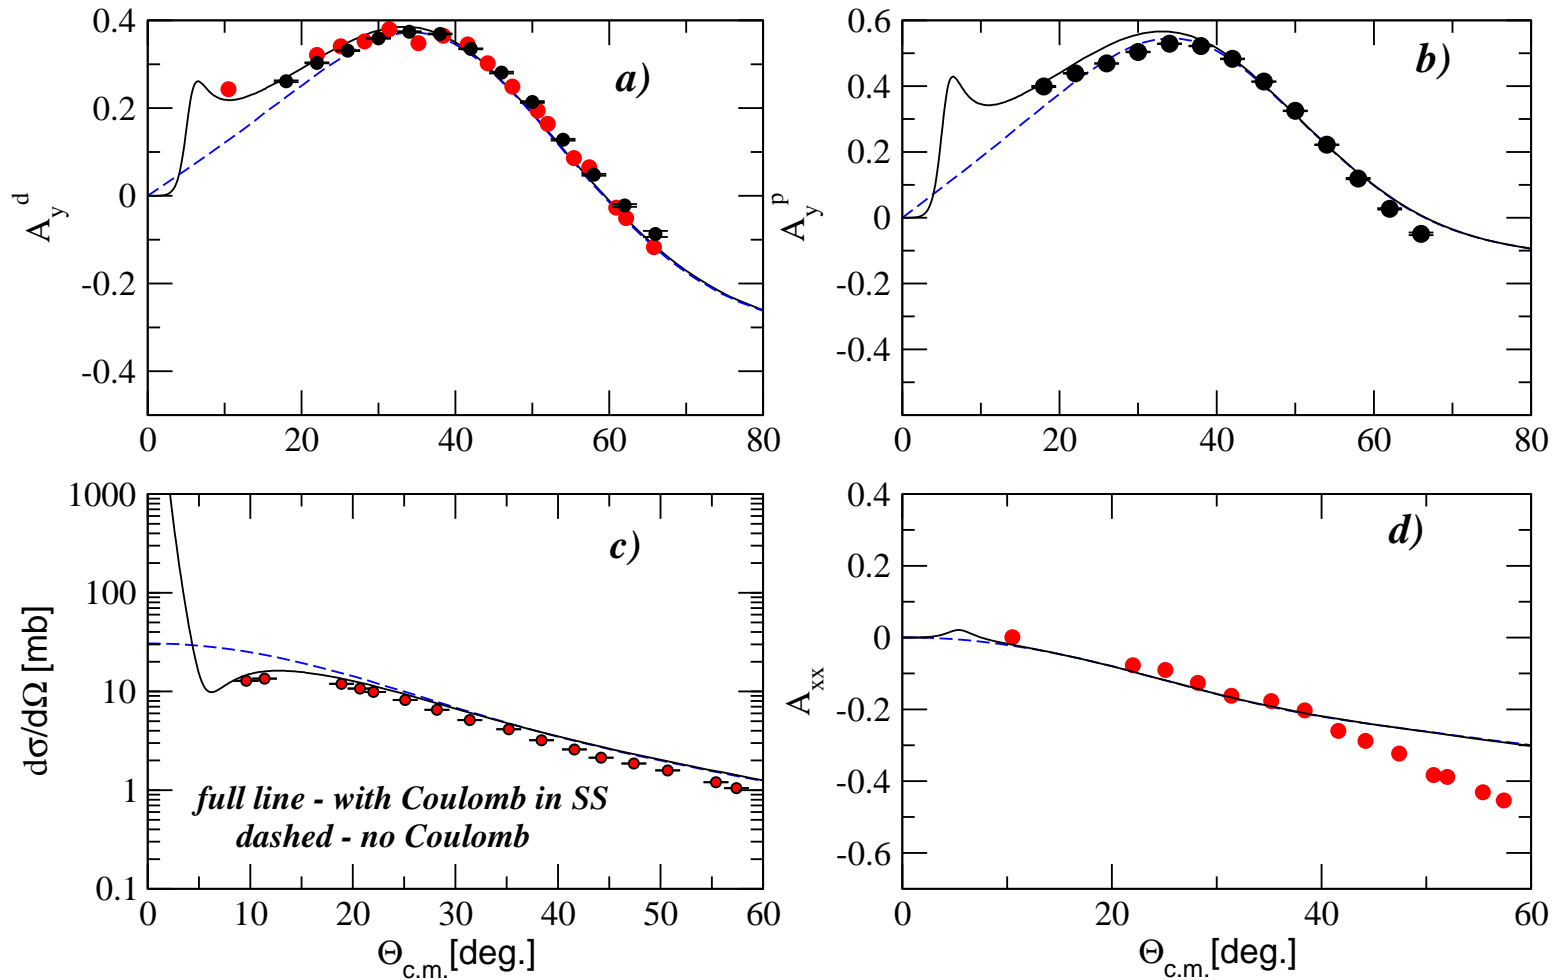 0.4
0.2
0
-0.2
-0.4
A_y^d
a)
0 20 40 60 80
0.6
0.4
0.2
0
-0.2
-0.4
A_y^p
b)
0 20 40 60 80
1000
100
10
1
0.1
dσ/dΩ [mb]
c)
full line - with Coulomb in SS
dashed - no Coulomb
0 10 20 30 40 50 60
Θ_c.m. [deg.]
0.4
0.2
0
-0.2
-0.4
-0.6
A_xx
d)
0 20 40 60
Θ_c.m. [deg.]